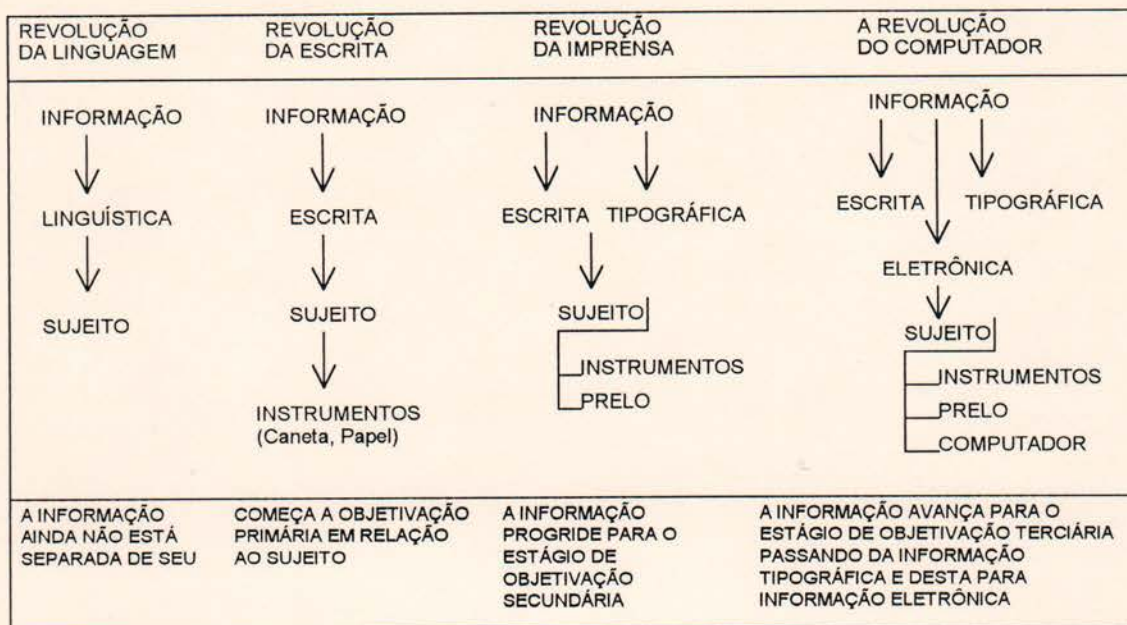 REVOLUÇÃO
DA LINGUAGEM
REVOLUÇÃO
DA ESCRITA
REVOLUÇÃO
DA IMPRENSA
A REVOLUÇÃO
DO COMPUTADOR
INFORMAÇÃO
LINGUÍSTICA
SUJEITO
INFORMAÇÃO
ESCRITA
SUJEITO
INSTRUMENTOS
(Caneta, Papel)
INFORMAÇÃO
ESCRITA TIPOGRÁFICA
SUJEITO
INSTRUMENTOS
PRELO
INFORMAÇÃO
ESCRITA TIPOGRÁFICA
ELETRÔNICA
SUJEITO
INSTRUMENTOS
PRELO
COMPUTADOR
A INFORMAÇÃO
AINDA NÃO ESTÁ
SEPARADA DE SEU
COMEÇA A OBJETIVAÇÃO
PRIMÁRIA EM RELAÇÃO
AO SUJEITO
A INFORMAÇÃO
PROGRIDE PARA O
ESTÁGIO DE
OBJETIVAÇÃO
SECUNDÁRIA
A INFORMAÇÃO AVANÇA PARA O
ESTÁGIO DE OBJETIVAÇÃO TERCIÁRIA
PASSANDO DA INFORMAÇÃO
TIPOGRÁFICA E DESTA PARA
INFORMAÇÃO ELETRÔNICA